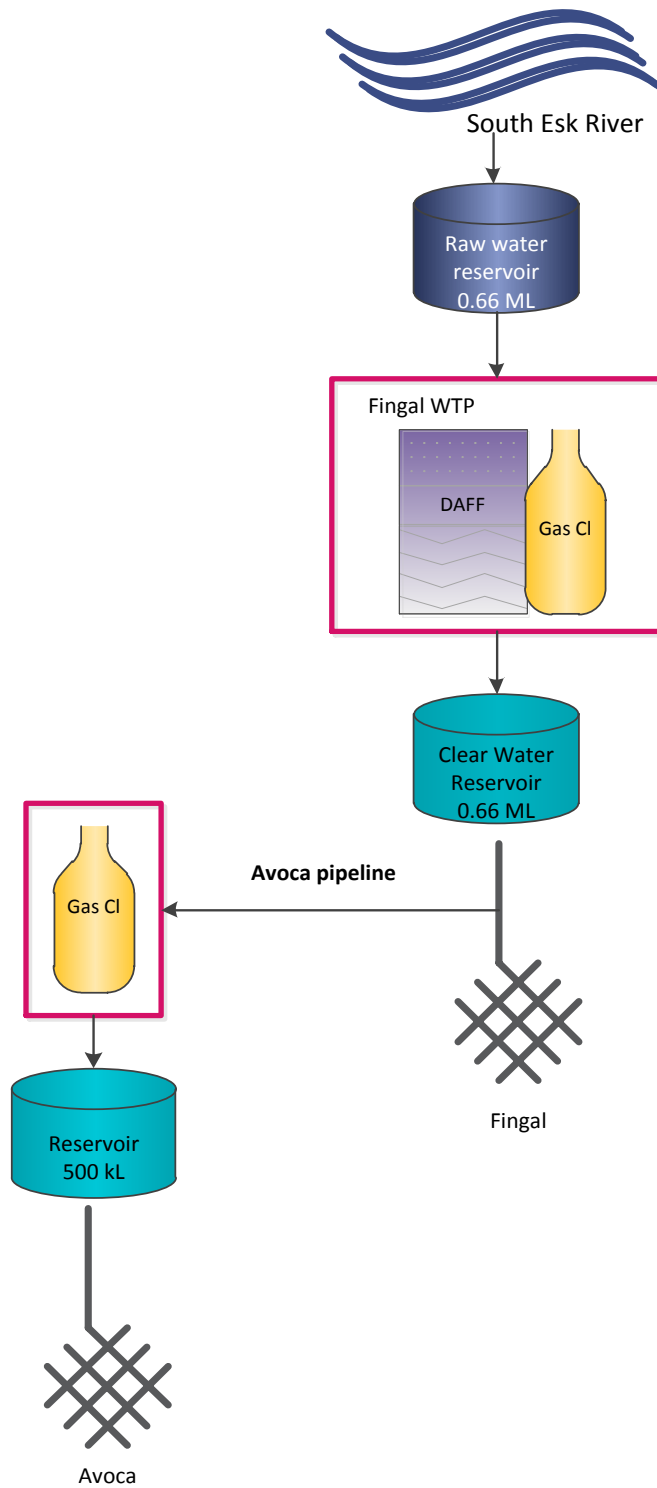 South Esk River
Raw water
reservoir
0.66 ML
Fingal WTP
DAFF
Gas Cl
Clear Water
Reservoir
0.66 ML
Avoca pipeline
Gas Cl
Fingal
Reservoir
500 kL
Avoca